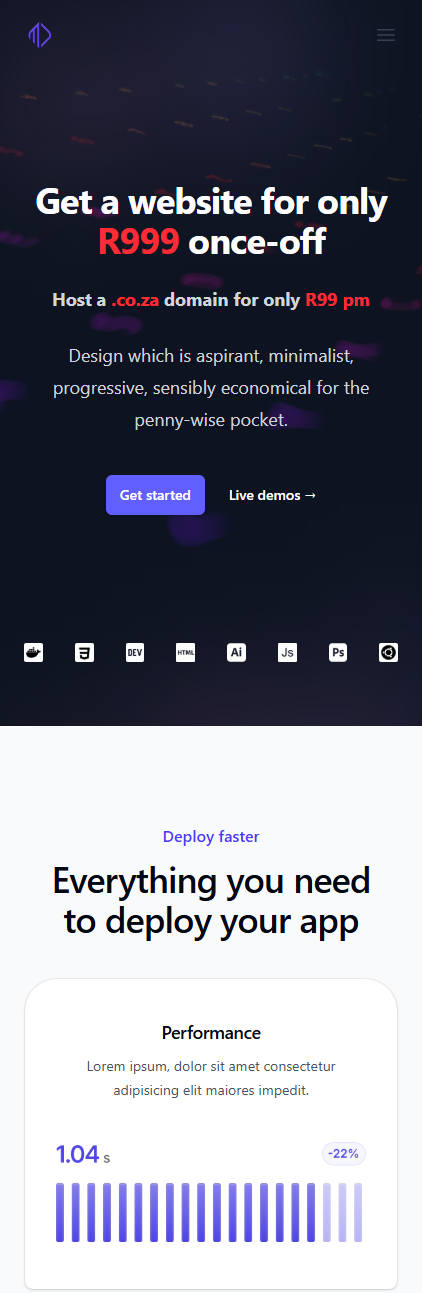 Get a website for only
R999 once-off
Host a .co.za domain for only R99 pm
Design which is aspirant, minimalist,
progressive, sensibly economical for the
penny-wise pocket.
Get started Live demos →
DEV HTML Ai Js Ps
Deploy faster
Everything you need
to deploy your app
Performance
Lorem ipsum, dolor sit amet consectetur
adipisicing elit maiores impedit.
1.04 s -22%